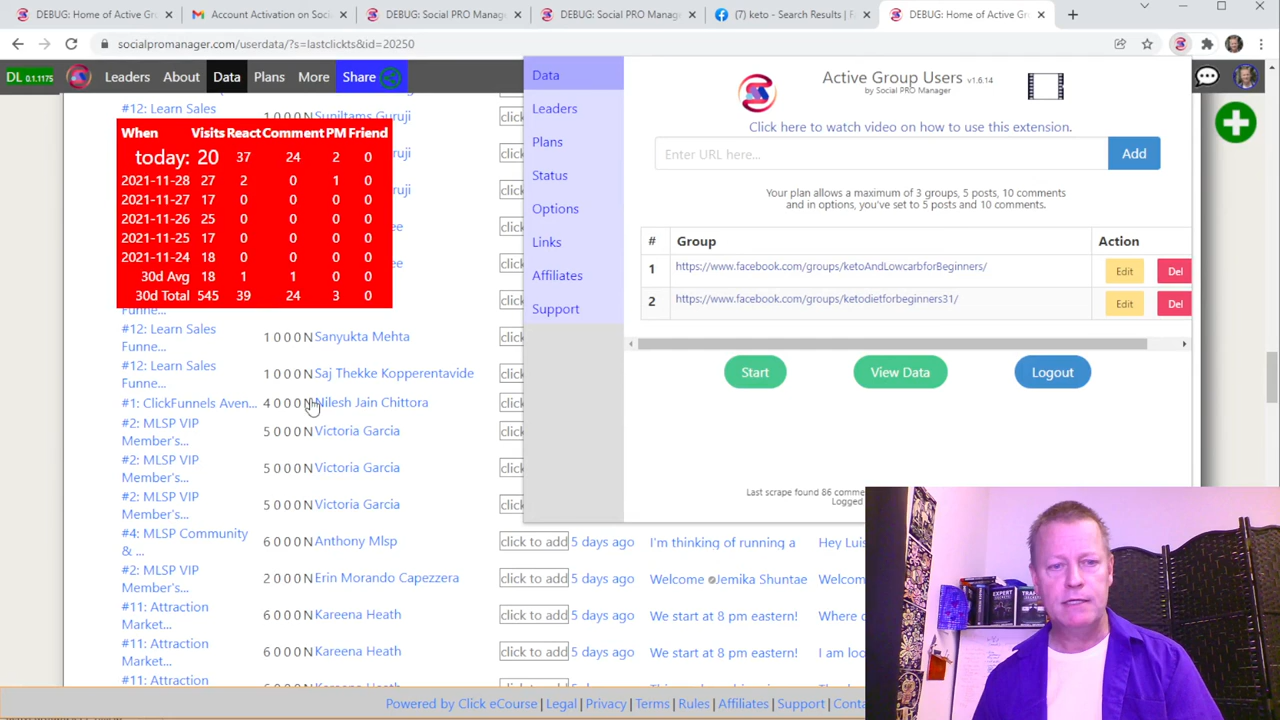 DEBUG: Home of Active Gr
Account Activation on Soci
DEBUG: Social PRO Manager
DEBUG: Social PRO Manage
(7) keto - Search Results | F
DEBUG: Home of Active Gr
socialpromanager.com/userdata/?s=lastclickts&id=20250
DL 0.1.1175
Leaders
About
Data
Plans
More
Share
#12: Learn Sales
Suniltams Guruji
When Visits React Comment PM Friend
today: 20 37 24 2 0
2021-11-28 27 2 0 1 0
2021-11-27 17 0 0 0 0
2021-11-26 25 0 0 0 0
2021-11-25 17 0 0 0 0
2021-11-24 18 0 0 0 0
30d Avg 18 1 1 0 0
30d Total 545 39 24 3 0
Funne...
#12: Learn Sales
Funne...
1 0 0 0 N Sanyukta Mehta
#12: Learn Sales
Funne...
1 0 0 0 N Saj Thekke Kopperentavide
#1: ClickFunnels Aven... 4 0 0 0 N Nilesh Jain Chittora
#2: MLSP VIP
Member's...
5 0 0 0 N Victoria Garcia
#2: MLSP VIP
Member's...
5 0 0 0 N Victoria Garcia
#2: MLSP VIP
Member's...
5 0 0 0 N Victoria Garcia
#4: MLSP Community
& ...
6 0 0 0 N Anthony Mlsp click to add 5 days ago I'm thinking of running a Hey Luis
#2: MLSP VIP
Member's...
2 0 0 0 N Erin Morando Capezzera click to add 5 days ago Welcome @Jemika Shuntae
#11: Attraction
Market...
6 0 0 0 N Kareena Heath click to add 5 days ago We start at 8 pm eastern! Where c
#11: Attraction
Market...
6 0 0 0 N Kareena Heath click to add 5 days ago We start at 8 pm eastern! I am loo
#11: Attraction
Data
Leaders
Plans
Status
Options
Links
Affiliates
Support
Active Group Users v1.6.14
by Social PRO Manager
Click here to watch video on how to use this extension.
Enter URL here...
Add
Your plan allows a maximum of 3 groups, 5 posts, 10 comments
and in options, you've set to 5 posts and 10 comments.
# Group Action
1 https://www.facebook.com/groups/ketoAndLowcarbforBeginners/ Edit Del
2 https://www.facebook.com/groups/ketodietforbeginners31/ Edit Del
Start
View Data
Logout
Last scrape found 86 comme
Logged
EXPERT
Powered by Click eCourse | Legal | Privacy | Terms | Rules | Affiliates | Support | Conta